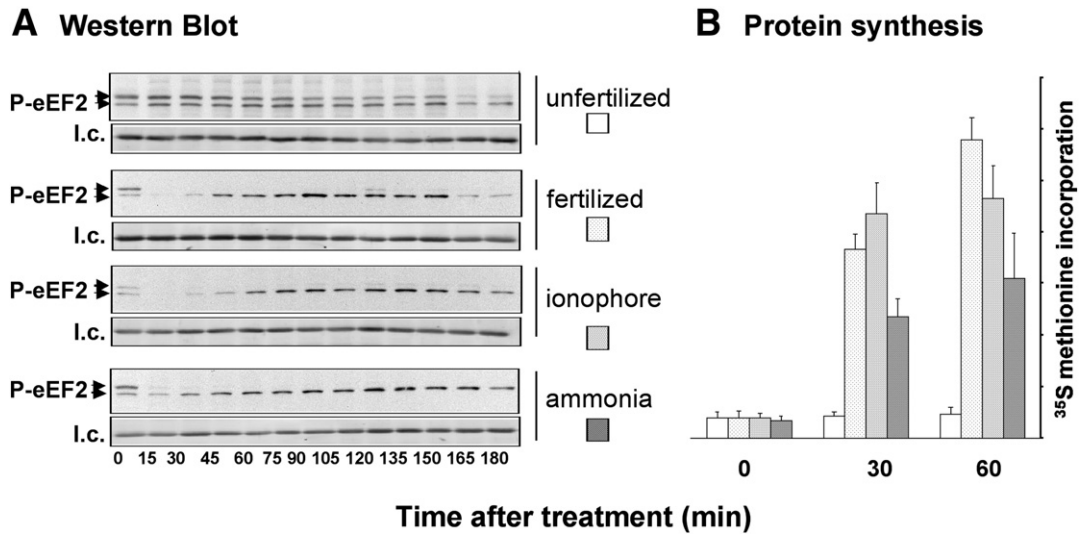 A Western Blot
B Protein synthesis
P-eEF2
l.c.
unfertilized
P-eEF2
l.c.
fertilized
P-eEF2
l.c.
ionophore
P-eEF2
l.c.
ammonia
0 15 30 45 60 75 90 105 120 135 150 165 180
35S methionine incorporation
0 30 60
Time after treatment (min)